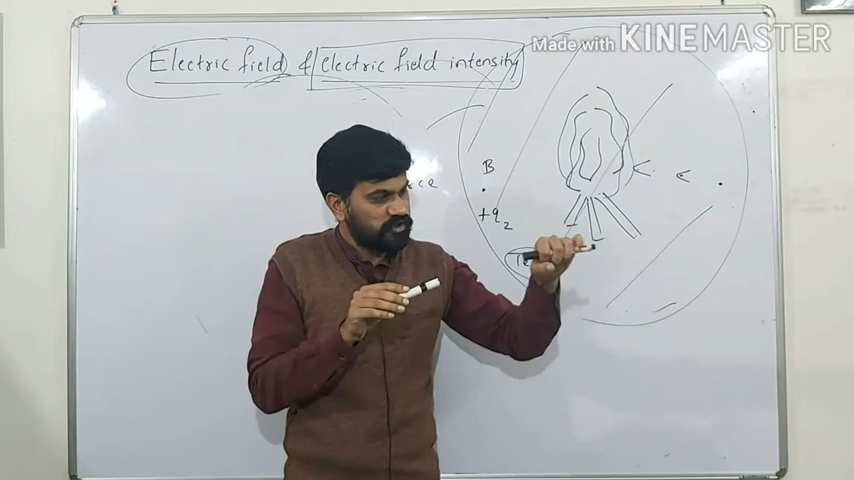 Made with KINEMASTER
Electric field & electric field intensity
B
+q2